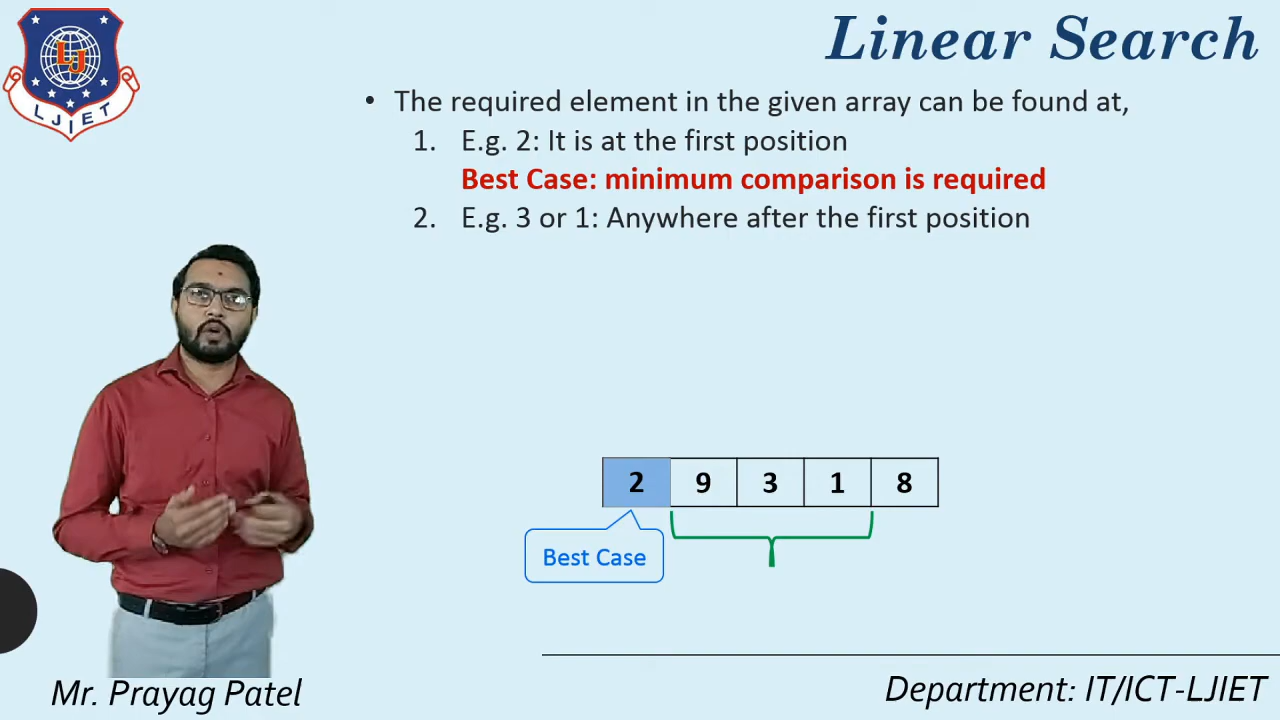 Linear Search
LJ
LJIET
• The required element in the given array can be found at,
1. E.g. 2: It is at the first position
Best Case: minimum comparison is required
2. E.g. 3 or 1: Anywhere after the first position
2 9 3 1 8
Best Case
Mr. Prayag Patel
Department: IT/ICT-LJIET